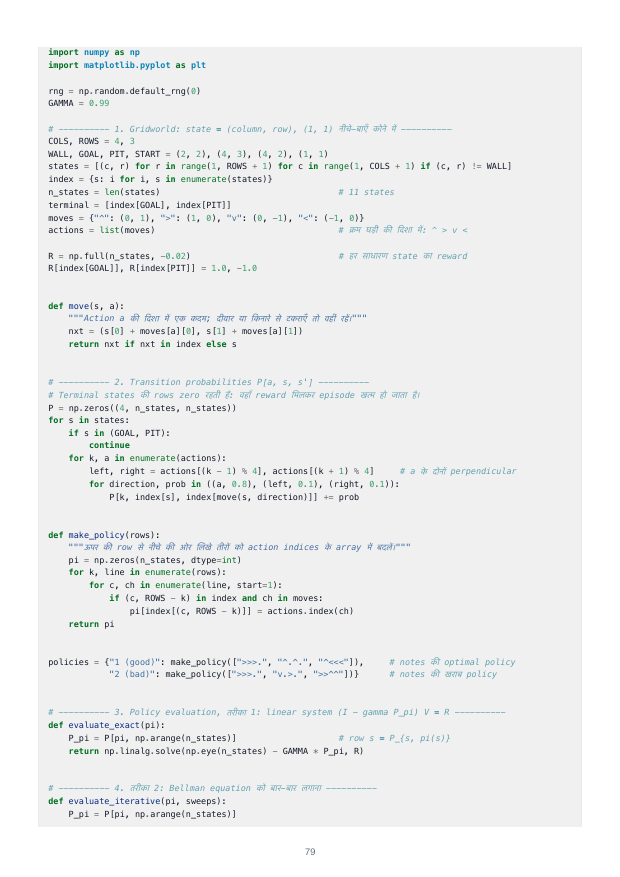 import numpy as np
import matplotlib.pyplot as plt
rng = np.random.default_rng(0)
GAMMA = 0.99
# ---------- 1. Gridworld: state = (column, row), (1, 1) नीचे-बाएँ कोने में ----------
COLS, ROWS = 4, 3
WALL, GOAL, PIT, START = (2, 2), (4, 3), (4, 2), (1, 1)
states = [(c, r) for r in range(1, ROWS + 1) for c in range(1, COLS + 1) if (c, r) != WALL]
index = {s: i for i, s in enumerate(states)}
n_states = len(states) # 11 states
terminal = [index[GOAL], index[PIT]]
moves = {"^": (0, 1), ">": (1, 0), "v": (0, -1), "<": (-1, 0)}
actions = list(moves) # क्रम घड़ी की दिशा में: ^ > v <
R = np.full(n_states, -0.02) # हर साधारण state का reward
R[index[GOAL]], R[index[PIT]] = 1.0, -1.0
def move(s, a):
"""Action a की दिशा में एक कदम; दीवार या किनारे से टकराएँ तो वहीं रहें।"""
nxt = (s[0] + moves[a][0], s[1] + moves[a][1])
return nxt if nxt in index else s
# ---------- 2. Transition probabilities P[a, s, s'] ----------
# Terminal states की rows zero रहती हैं: वहाँ reward मिलकर episode खत्म हो जाता है।
P = np.zeros((4, n_states, n_states))
for s in states:
if s in (GOAL, PIT):
continue
for k, a in enumerate(actions):
left, right = actions[(k - 1) % 4], actions[(k + 1) % 4] # a के दोनों perpendicular
for direction, prob in ((a, 0.8), (left, 0.1), (right, 0.1)):
P[k, index[s], index[move(s, direction)]] += prob
def make_policy(rows):
"""ऊपर की row से नीचे की ओर लिखे तीरों को action indices के array में बदलें।"""
pi = np.zeros(n_states, dtype=int)
for k, line in enumerate(rows):
for c, ch in enumerate(line, start=1):
if (c, ROWS - k) in index and ch in moves:
pi[index[(c, ROWS - k)]] = actions.index(ch)
return pi
policies = {"1 (good)": make_policy([">>>.", "^.^.", "^<<<"]), # notes की optimal policy
"2 (bad)": make_policy([">>>.", "v.>.", ">>^^"])} # notes की खराब policy
# ---------- 3. Policy evaluation, तरीका 1: linear system (I - gamma P_pi) V = R ----------
def evaluate_exact(pi):
P_pi = P[pi, np.arange(n_states)] # row s = P_{s, pi(s)}
return np.linalg.solve(np.eye(n_states) - GAMMA * P_pi, R)
# ---------- 4. तरीका 2: Bellman equation को बार-बार लगाना ----------
def evaluate_iterative(pi, sweeps):
P_pi = P[pi, np.arange(n_states)]
79